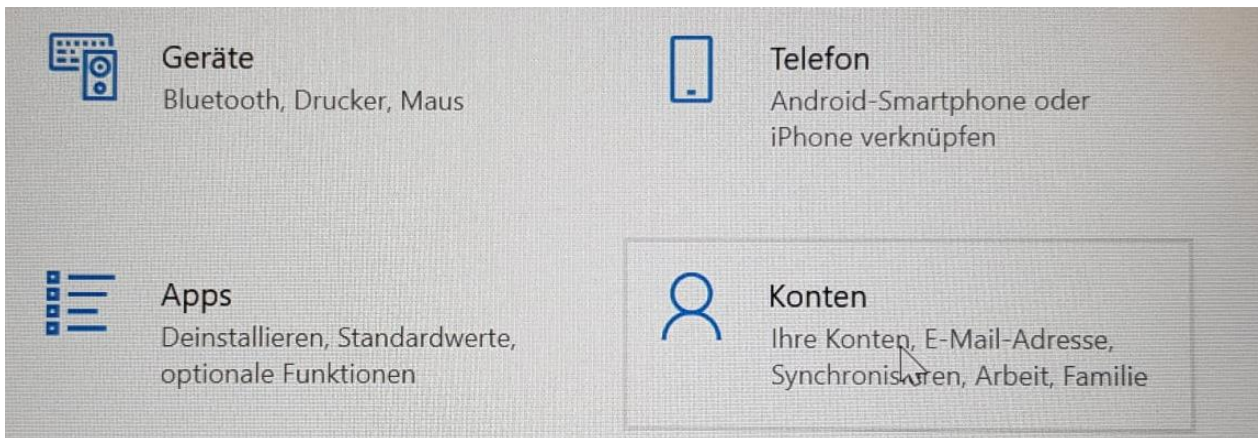 Geräte
Bluetooth, Drucker, Maus
Telefon
Android-Smartphone oder
iPhone verknüpfen
Apps
Deinstallieren, Standardwerte,
optionale Funktionen
Konten
Ihre Konten, E-Mail-Adresse,
Synchronisieren, Arbeit, Familie